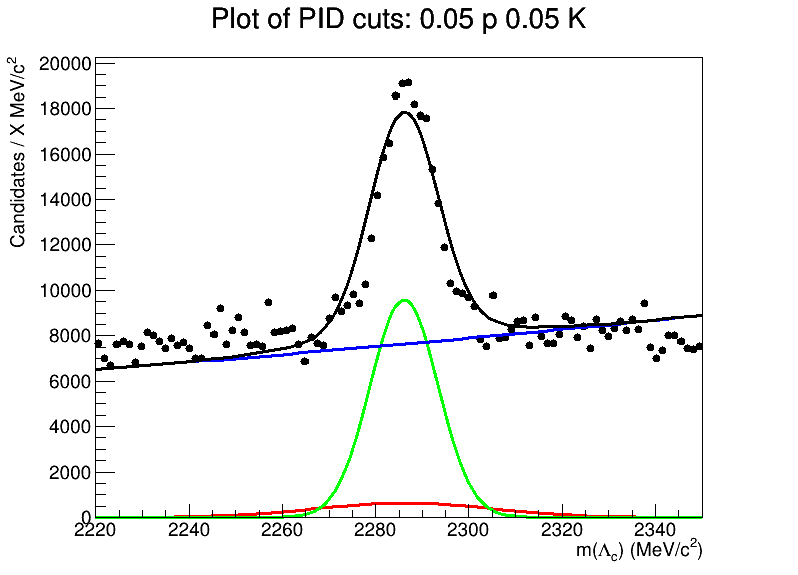 Plot of PID cuts: 0.05 p 0.05 K
Candidates / X MeV/c²
20000
18000
16000
14000
12000
10000
8000
6000
4000
2000
0
2220 2240 2260 2280 2300 2320 2340
m(Λc) (MeV/c²)